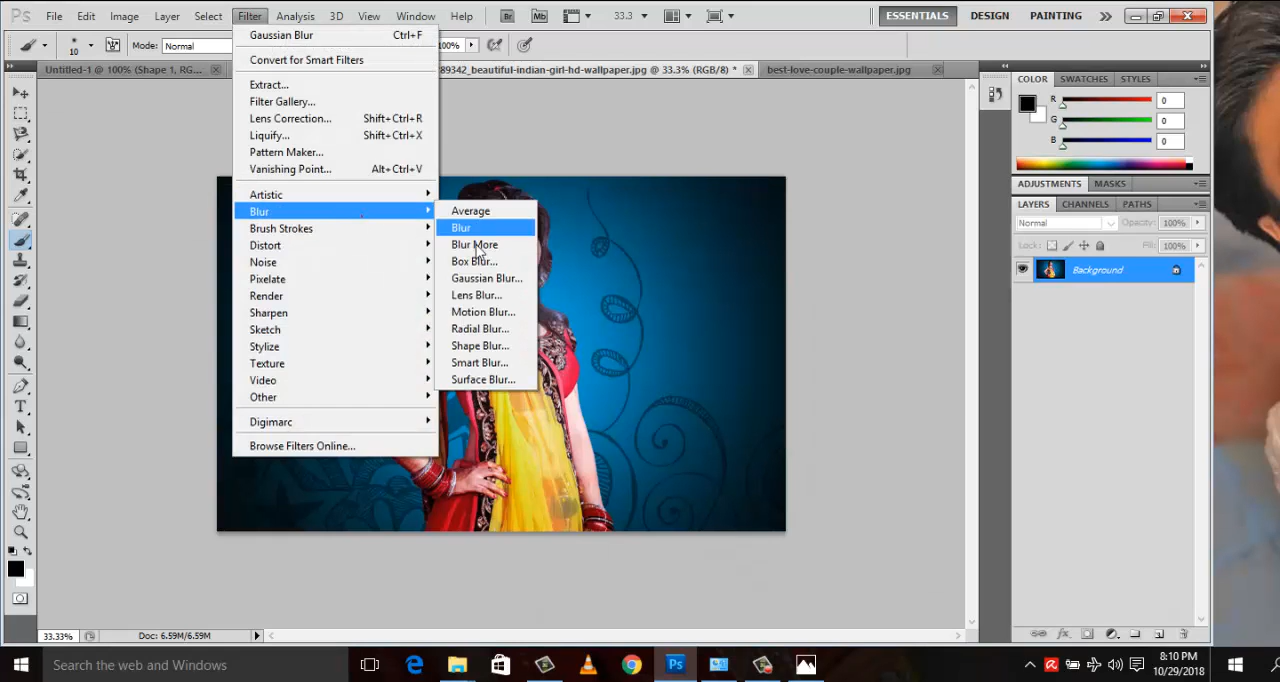 Ps File Edit Image Layer Select Filter Analysis 3D View Window Help Br Mb 33.3 ESSENTIALS DESIGN PAINTING
10 Mode: Normal 100%
Untitled-1 @ 100% (Shape 1, RG... 89342_beautiful-indian-girl-hd-wallpaper.jpg @ 33.3% (RGB/8) * best-love-couple-wallpaper.jpg
Gaussian Blur Ctrl+F
Convert for Smart Filters
Extract...
Filter Gallery...
Lens Correction... Shift+Ctrl+R
Liquify... Shift+Ctrl+X
Pattern Maker...
Vanishing Point... Alt+Ctrl+V
Artistic
Blur
Brush Strokes
Distort
Noise
Pixelate
Render
Sharpen
Sketch
Stylize
Texture
Video
Other
Digimarc
Browse Filters Online...
Average
Blur
Blur More
Box Blur...
Gaussian Blur...
Lens Blur...
Motion Blur...
Radial Blur...
Shape Blur...
Smart Blur...
Surface Blur...
COLOR SWATCHES STYLES
R 0
G 0
B 0
ADJUSTMENTS MASKS
LAYERS CHANNELS PATHS
Normal Opacity: 100%
Lock: Fill: 100%
Background
33.33% Doc: 6.59M/6.59M
Search the web and Windows
8:10 PM
10/29/2018